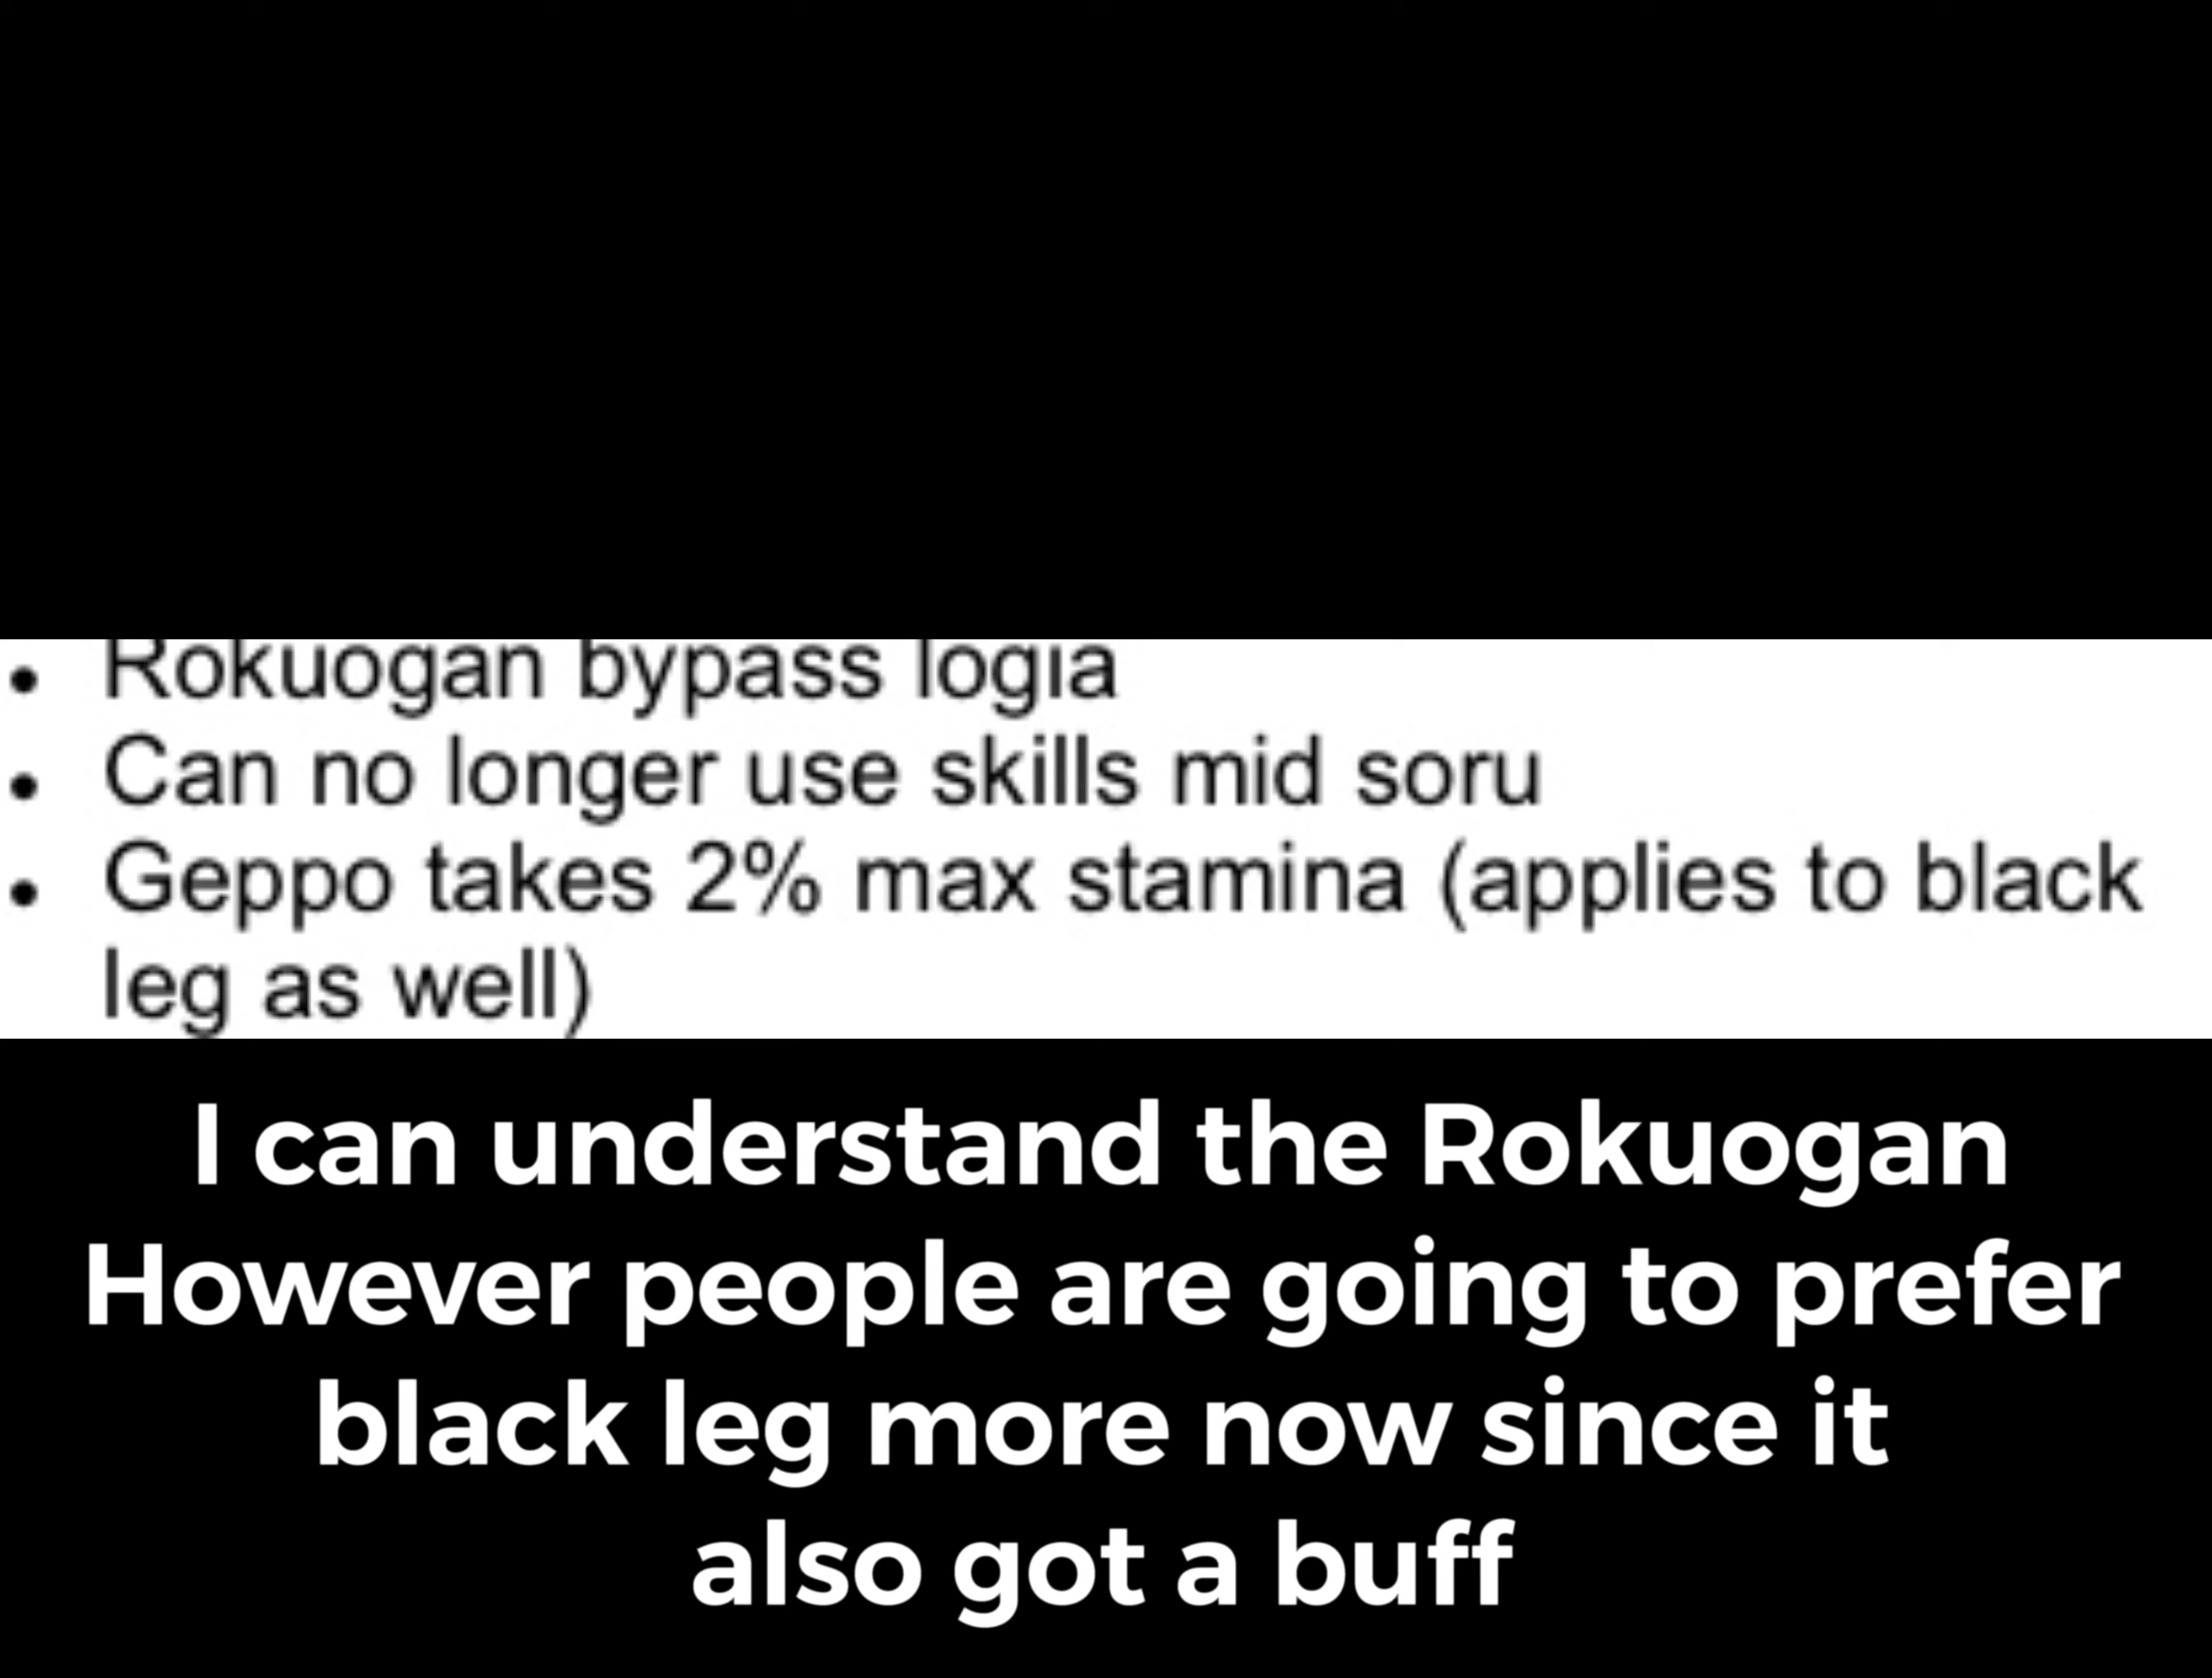 • Rokuogan bypass logia
• Can no longer use skills mid soru
• Geppo takes 2% max stamina (applies to black
leg as well)
I can understand the Rokuogan
However people are going to prefer
black leg more now since it
also got a buff